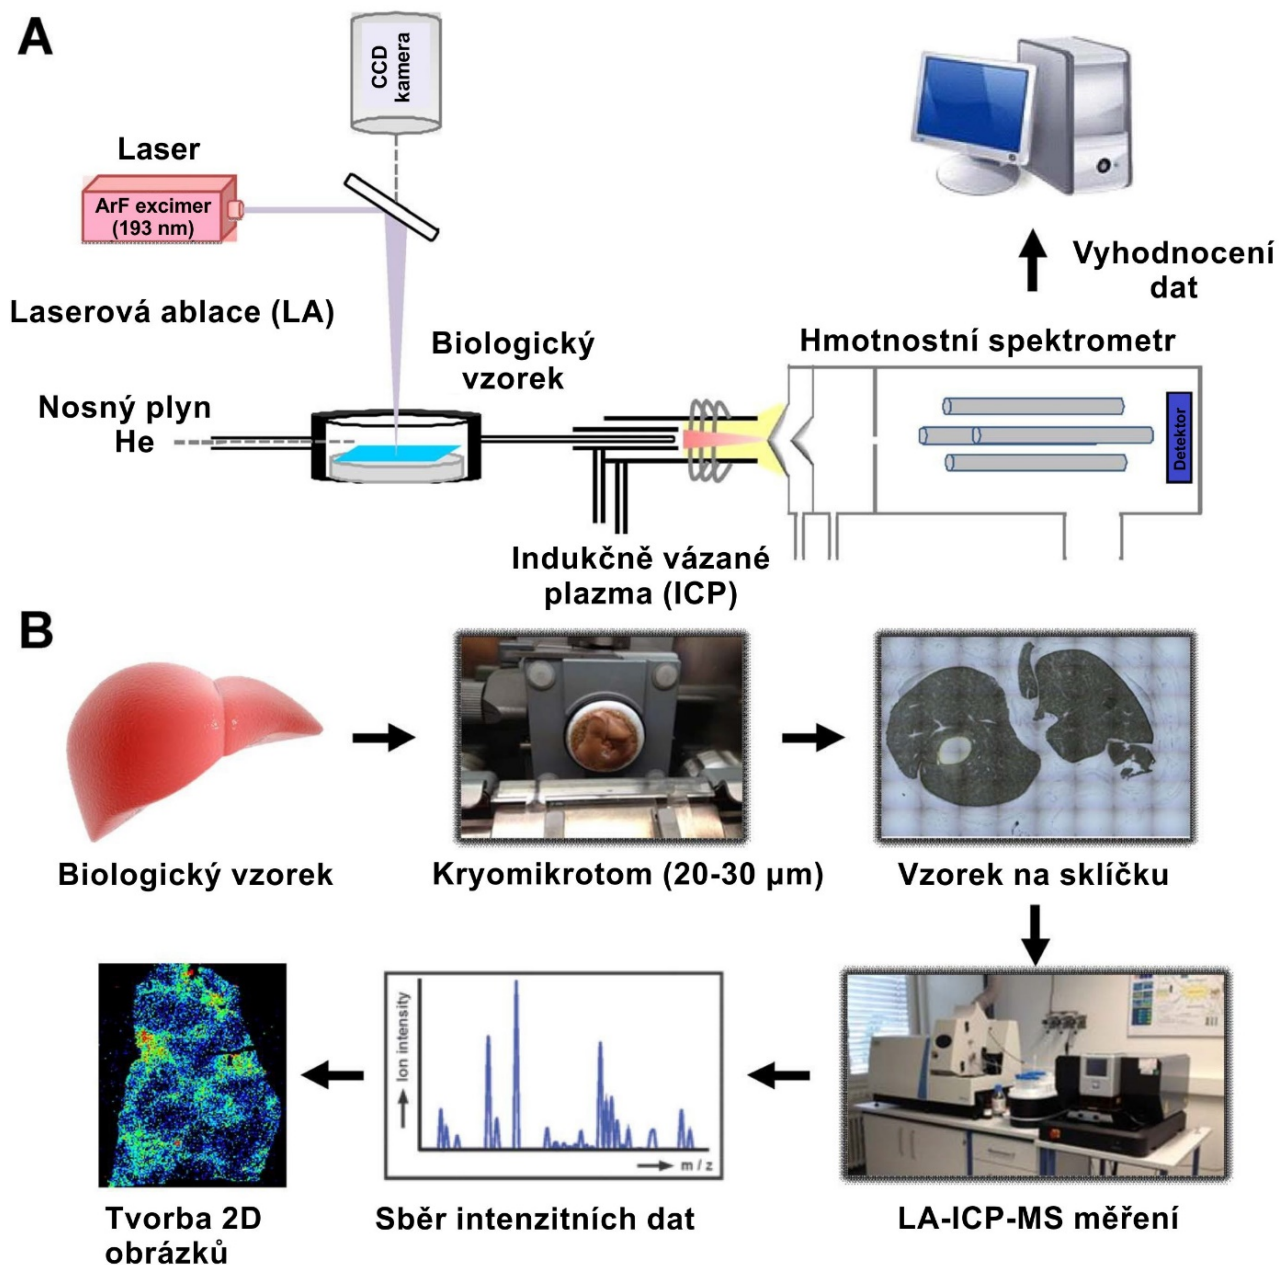 A
CCD
kamera
Laser
ArF excimer
(193 nm)
Vyhodnocení
dat
Laserová ablace (LA)
Biologický
vzorek
Hmotnostní spektrometr
Nosný plyn
He
Detektor
Indukčně vázané
plazma (ICP)
B
Biologický vzorek
Kryomikrotom (20-30 µm)
Vzorek na sklíčku
Ion intensity
m / z
Tvorba 2D
obrázků
Sběr intenzitních dat
LA-ICP-MS měření